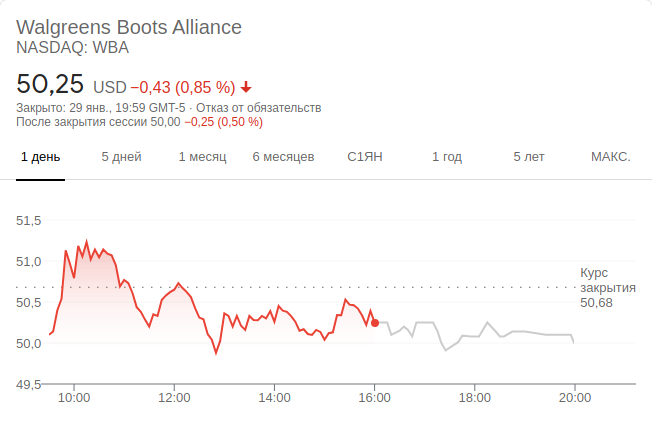 Walgreens Boots Alliance
NASDAQ: WBA
50,25 USD −0,43 (0,85 %)
Закрыто: 29 янв., 19:59 GMT-5 · Отказ от обязательств
После закрытия сессии 50,00 −0,25 (0,50 %)
1 день 5 дней 1 месяц 6 месяцев С1ЯН 1 год 5 лет МАКС.
51,5
51,0
50,5
50,0
49,5
Курс
закрытия
50,68
10:00 12:00 14:00 16:00 18:00 20:00